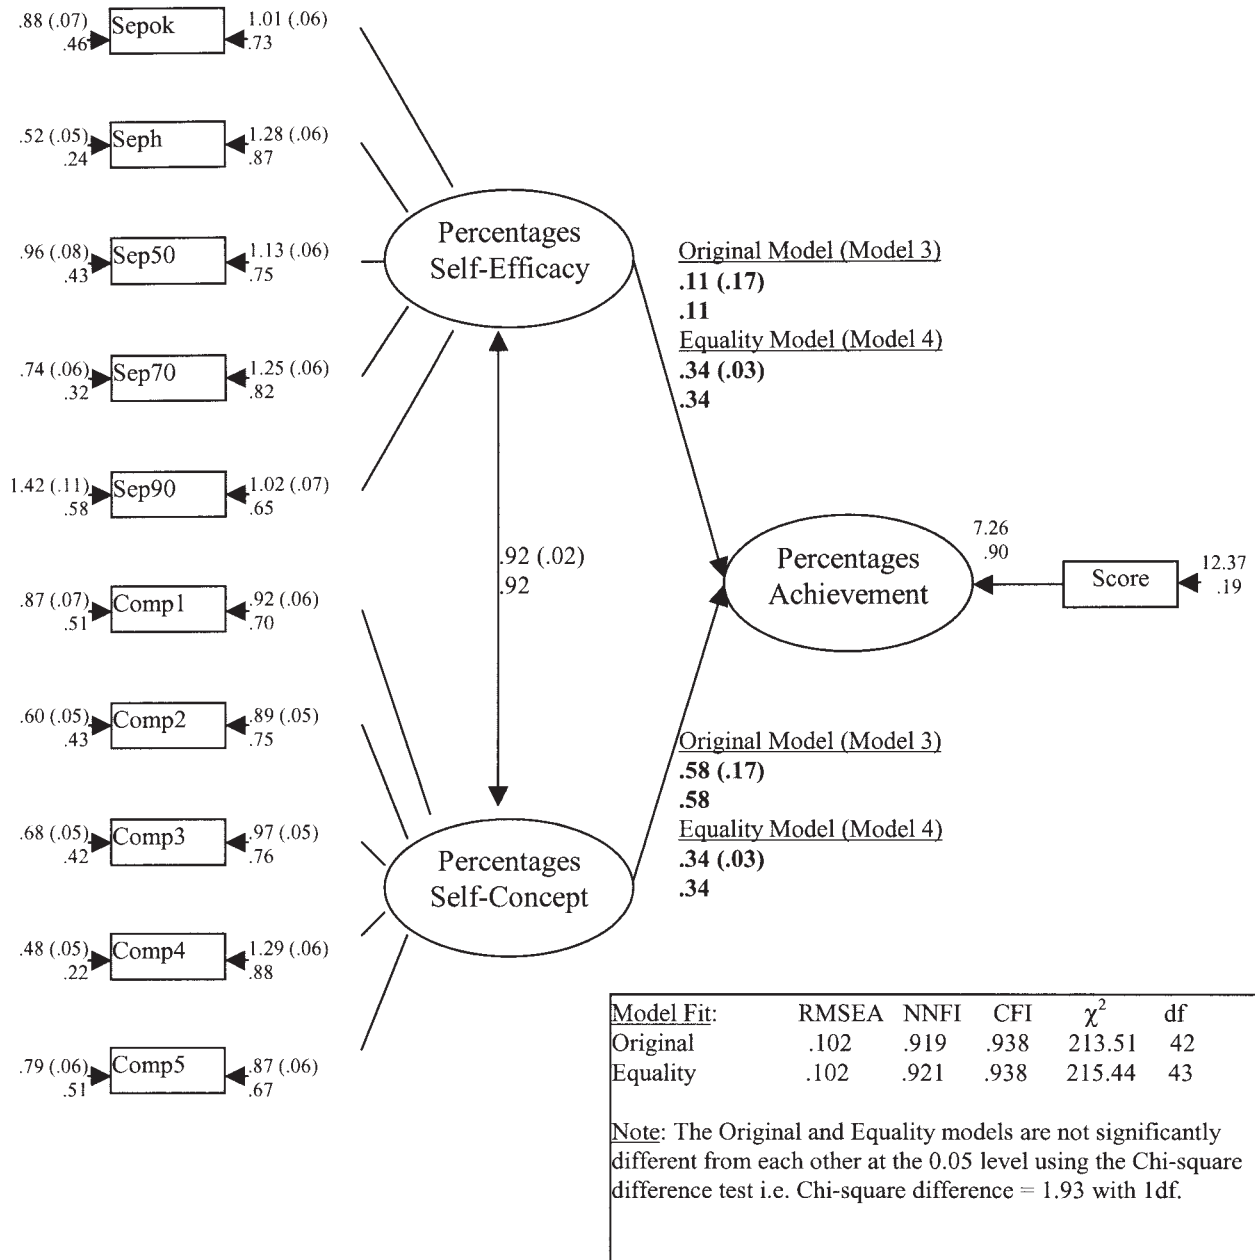 .88 (.07)
.46
Sepok
1.01 (.06)
.73
.52 (.05)
.24
Seph
1.28 (.06)
.87
.96 (.08)
.43
Sep50
1.13 (.06)
.75
.74 (.06)
.32
Sep70
1.25 (.06)
.82
1.42 (.11)
.58
Sep90
1.02 (.07)
.65
.87 (.07)
.51
Comp1
.92 (.06)
.70
.60 (.05)
.43
Comp2
.89 (.05)
.75
.68 (.05)
.42
Comp3
.97 (.05)
.76
.48 (.05)
.22
Comp4
1.29 (.06)
.88
.79 (.06)
.51
Comp5
.87 (.06)
.67
Percentages
Self-Efficacy
.92 (.02)
.92
Percentages
Self-Concept
Original Model (Model 3)
.11 (.17)
.11
Equality Model (Model 4)
.34 (.03)
.34
Original Model (Model 3)
.58 (.17)
.58
Equality Model (Model 4)
.34 (.03)
.34
Percentages
Achievement
7.26
.90
Score
12.37
.19
Model Fit: RMSEA NNFI CFI χ² df
Original .102 .919 .938 213.51 42
Equality .102 .921 .938 215.44 43
Note: The Original and Equality models are not significantly
different from each other at the 0.05 level using the Chi-square
difference test i.e. Chi-square difference = 1.93 with 1df.